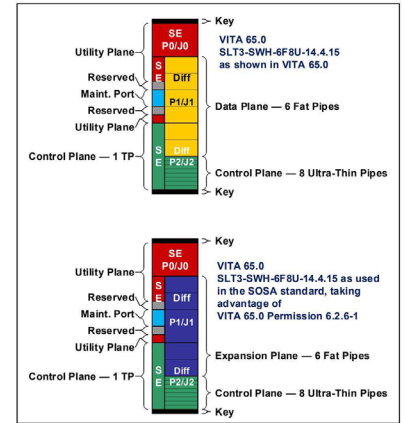 Key
SE
P0/J0
VITA 65.0
SLT3-SWH-6F8U-14.4.15
as shown in VITA 65.0
Utility Plane
S
E
Diff
Reserved
Maint. Port
P1/J1
Data Plane — 6 Fat Pipes
Reserved
Utility Plane
S
E
Diff
Control Plane — 1 TP
P2/J2
Control Plane — 8 Ultra-Thin Pipes
Key
Key
SE
P0/J0
VITA 65.0
SLT3-SWH-6F8U-14.4.15 as used
in the SOSA standard, taking
advantage of
VITA 65.0 Permission 6.2.6-1
Utility Plane
S
E
Diff
Reserved
Maint. Port
P1/J1
Reserved
Utility Plane
Expansion Plane — 6 Fat Pipes
S
E
Diff
Control Plane — 1 TP
P2/J2
Control Plane — 8 Ultra-Thin Pipes
Key